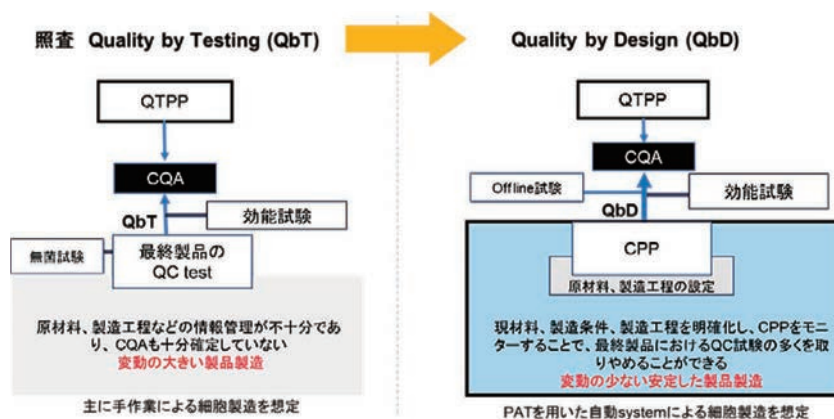 照査 Quality by Testing (QbT)
Quality by Design (QbD)
QTPP
CQA
QbT
効能試験
無菌試験
最終製品の
QC test
原材料、製造工程などの情報管理が不十分であ
り、CQAも十分確定していない
変動の大きい製品製造
主に手作業による細胞製造を想定
QTPP
CQA
Offline試験
効能試験
QbD
CPP
原材料、製造工程の設定
現材料、製造条件、製造工程を明確化し、CPPをモニ
ターすることで、最終製品におけるQC試験の多くを取
りやめることができる
変動の少ない安定した製品製造
PATを用いた自動systemによる細胞製造を想定